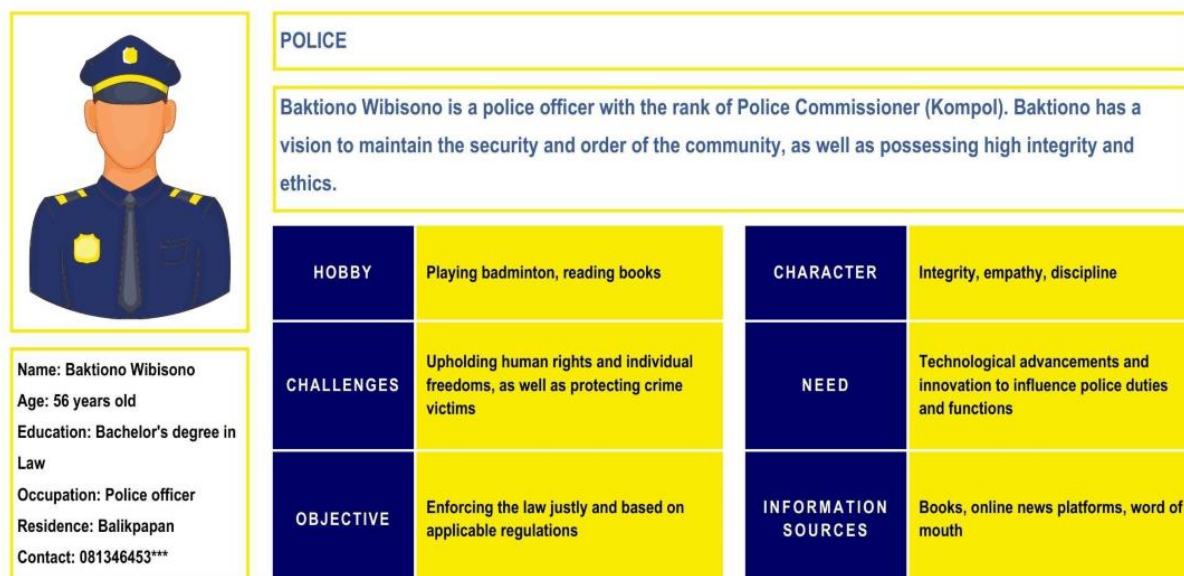 POLICE
Baktiono Wibisono is a police officer with the rank of Police Commissioner (Kompol). Baktiono has a
vision to maintain the security and order of the community, as well as possessing high integrity and
ethics.
Name: Baktiono Wibisono
Age: 56 years old
Education: Bachelor's degree in
Law
Occupation: Police officer
Residence: Balikpapan
Contact: 081346453***
HOBBY
Playing badminton, reading books
CHALLENGES
Upholding human rights and individual
freedoms, as well as protecting crime
victims
OBJECTIVE
Enforcing the law justly and based on
applicable regulations
CHARACTER
Integrity, empathy, discipline
NEED
Technological advancements and
innovation to influence police duties
and functions
INFORMATION
SOURCES
Books, online news platforms, word of
mouth